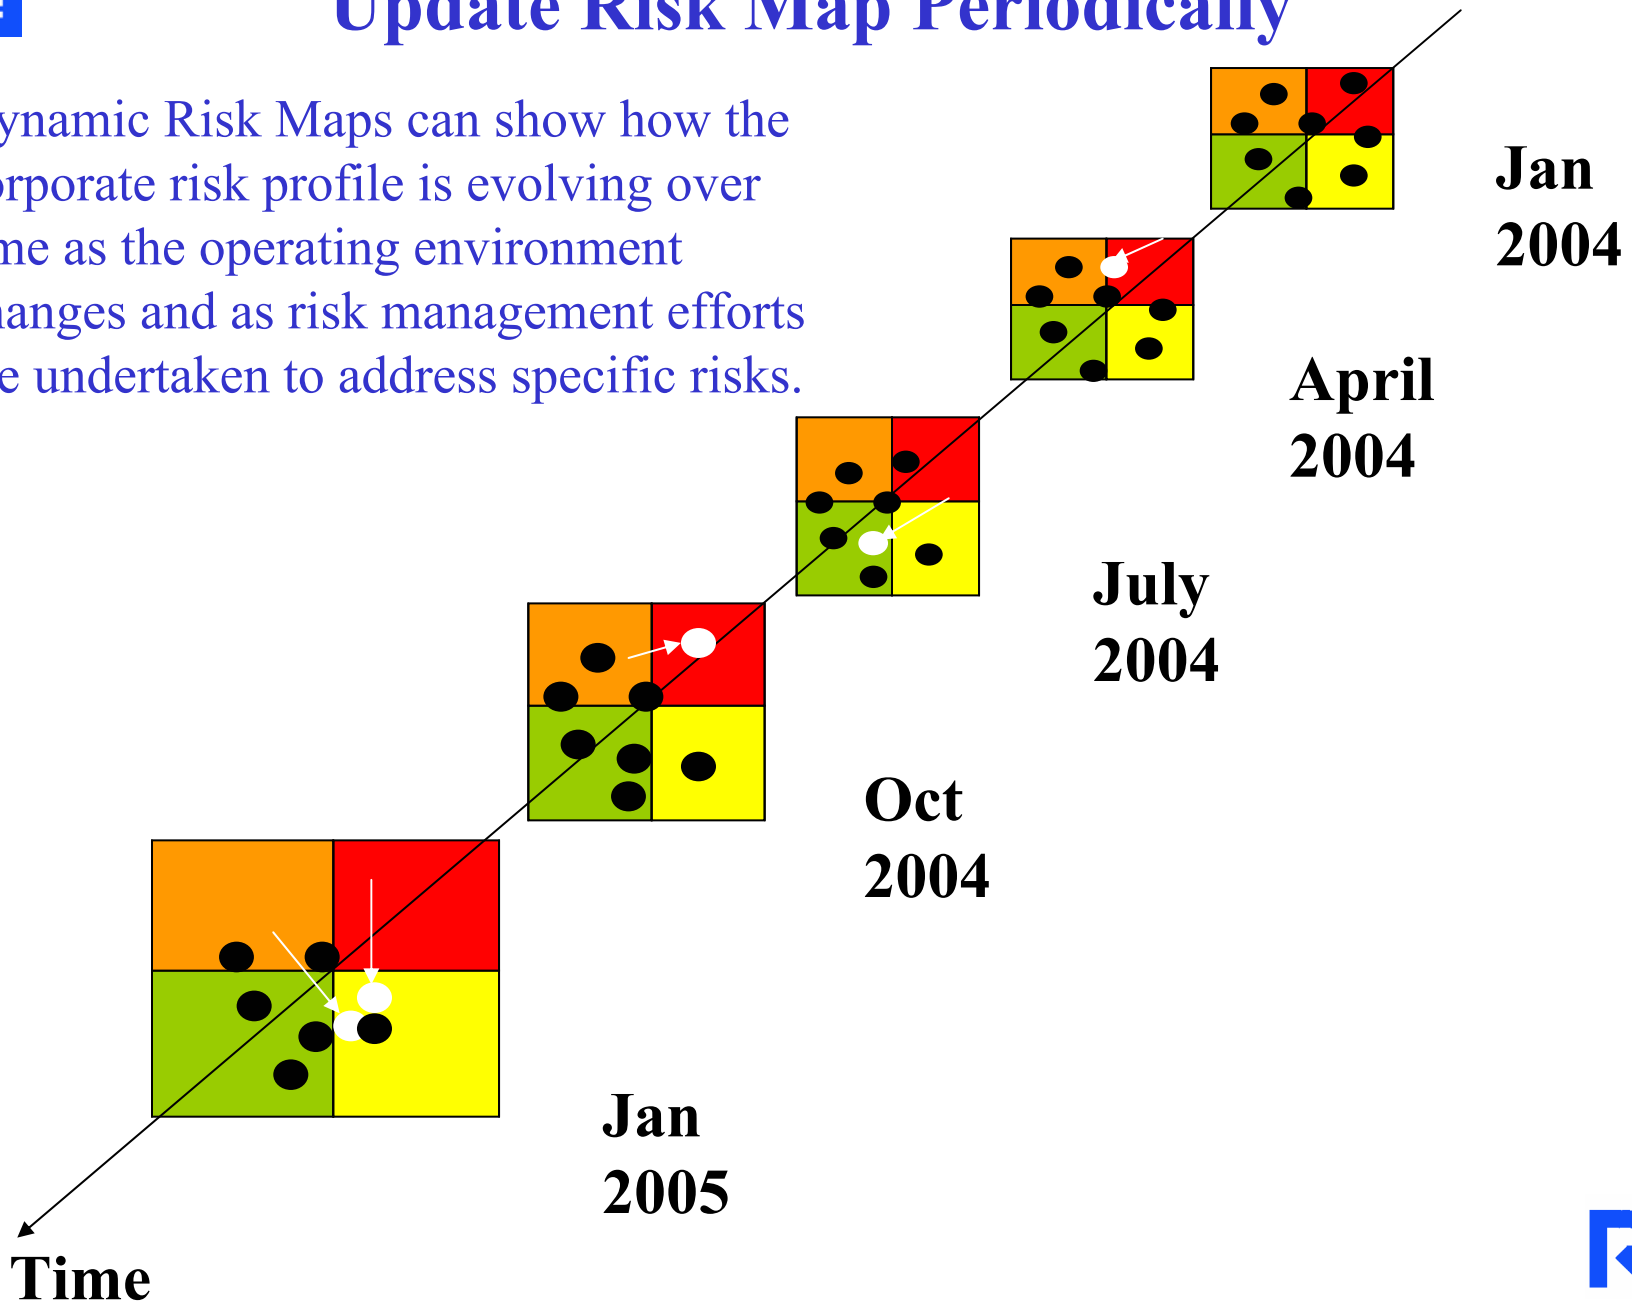 Update Risk Map Periodically
ynamic Risk Maps can show how the
orporate risk profile is evolving over
me as the operating environment
hanges and as risk management efforts
e undertaken to address specific risks.
Jan
2004
April
2004
July
2004
Oct
2004
Jan
2005
Time